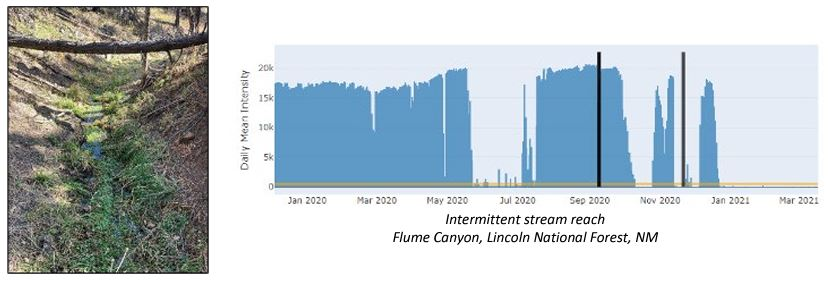 20k
15k
10k
5k
0
Daily Mean Intensity
Jan 2020 Mar 2020 May 2020 Jul 2020 Sep 2020 Nov 2020 Jan 2021 Mar 2021
Intermittent stream reach
Flume Canyon, Lincoln National Forest, NM